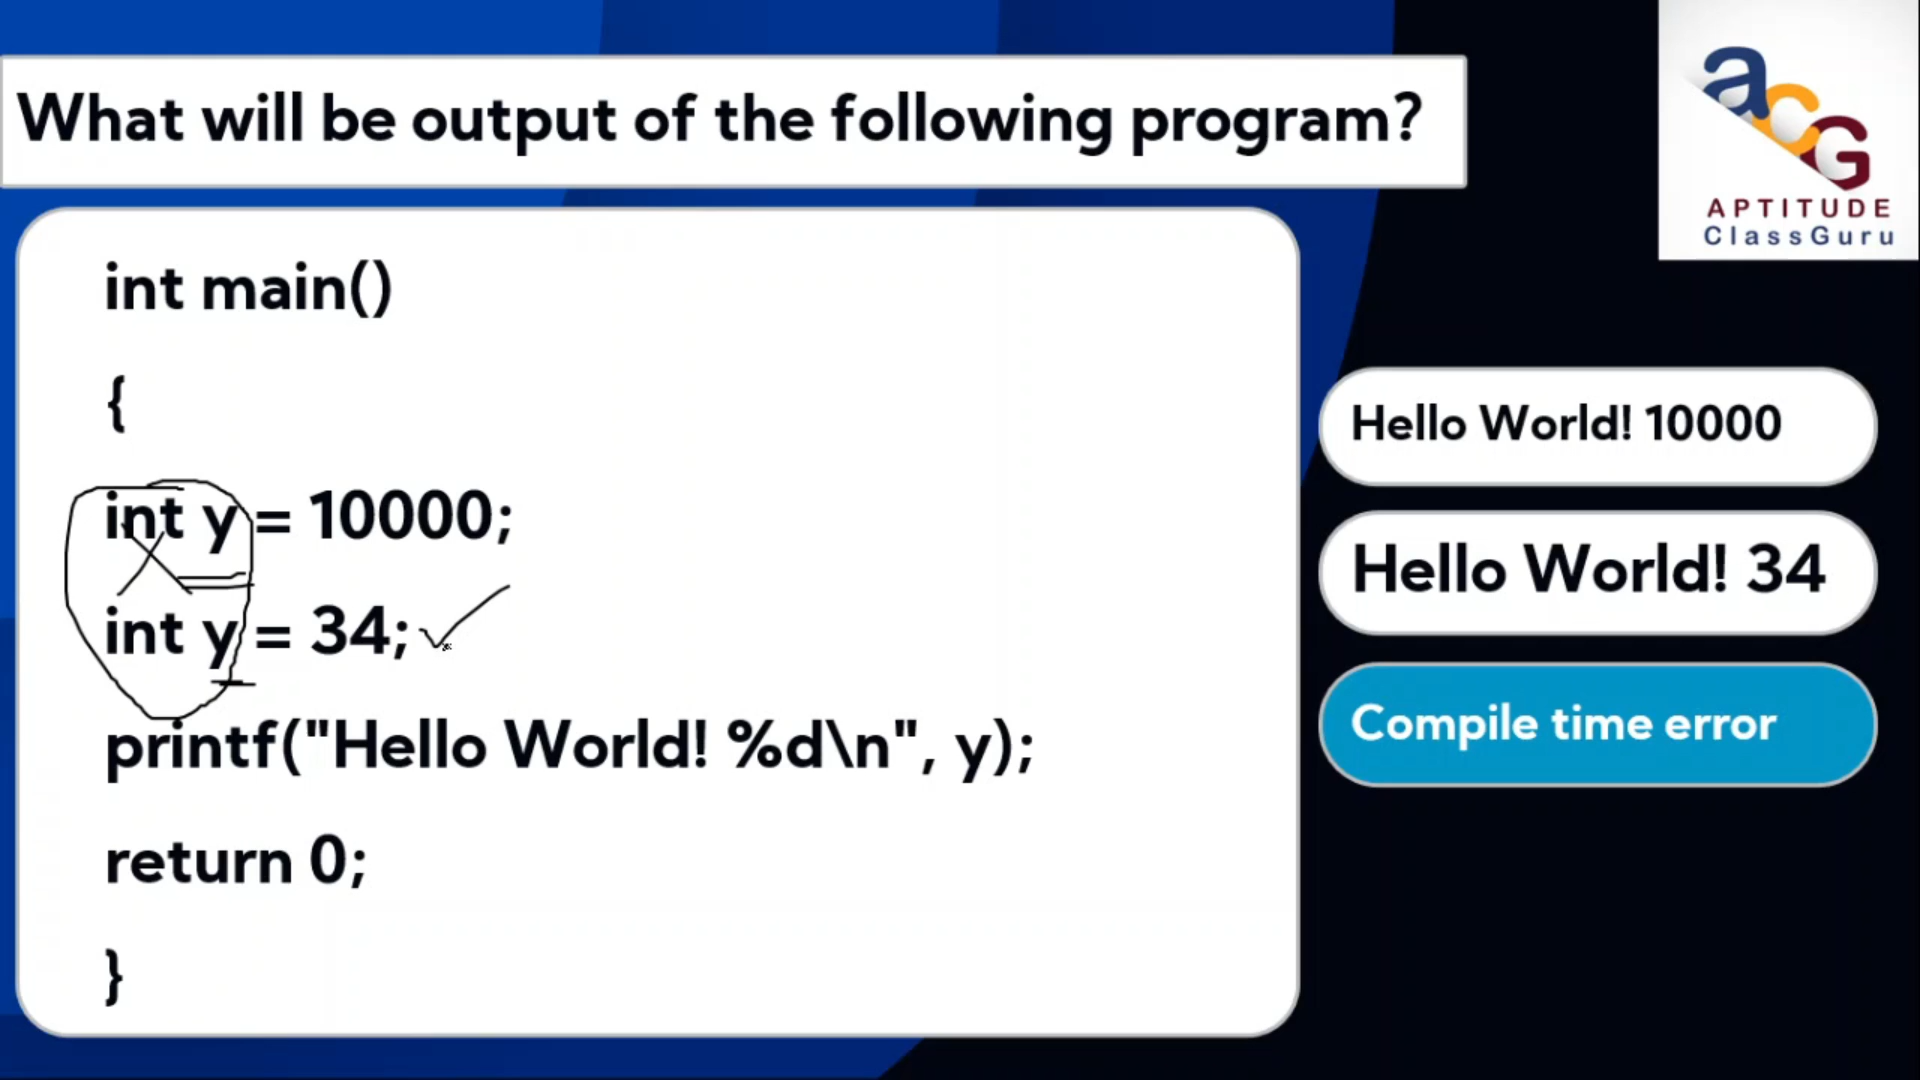 What will be output of the following program?
aCG
APTITUDE
ClassGuru
int main()
{
int y = 10000;
int y = 34;
printf("Hello World! %d\n", y);
return 0;
}
Hello World! 10000
Hello World! 34
Compile time error